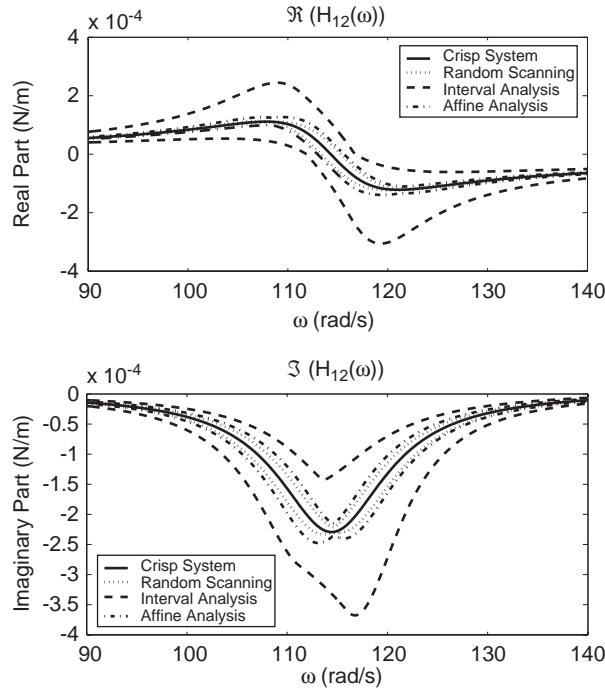 ℜ (H₁₂(ω))
x 10⁻⁴
4
2
0
-2
-4
Real Part (N/m)
Crisp System
Random Scanning
Interval Analysis
Affine Analysis
90 100 110 120 130 140
ω (rad/s)
ℑ (H₁₂(ω))
x 10⁻⁴
0
-0.5
-1
-1.5
-2
-2.5
-3
-3.5
-4
Imaginary Part (N/m)
Crisp System
Random Scanning
Interval Analysis
Affine Analysis
90 100 110 120 130 140
ω (rad/s)